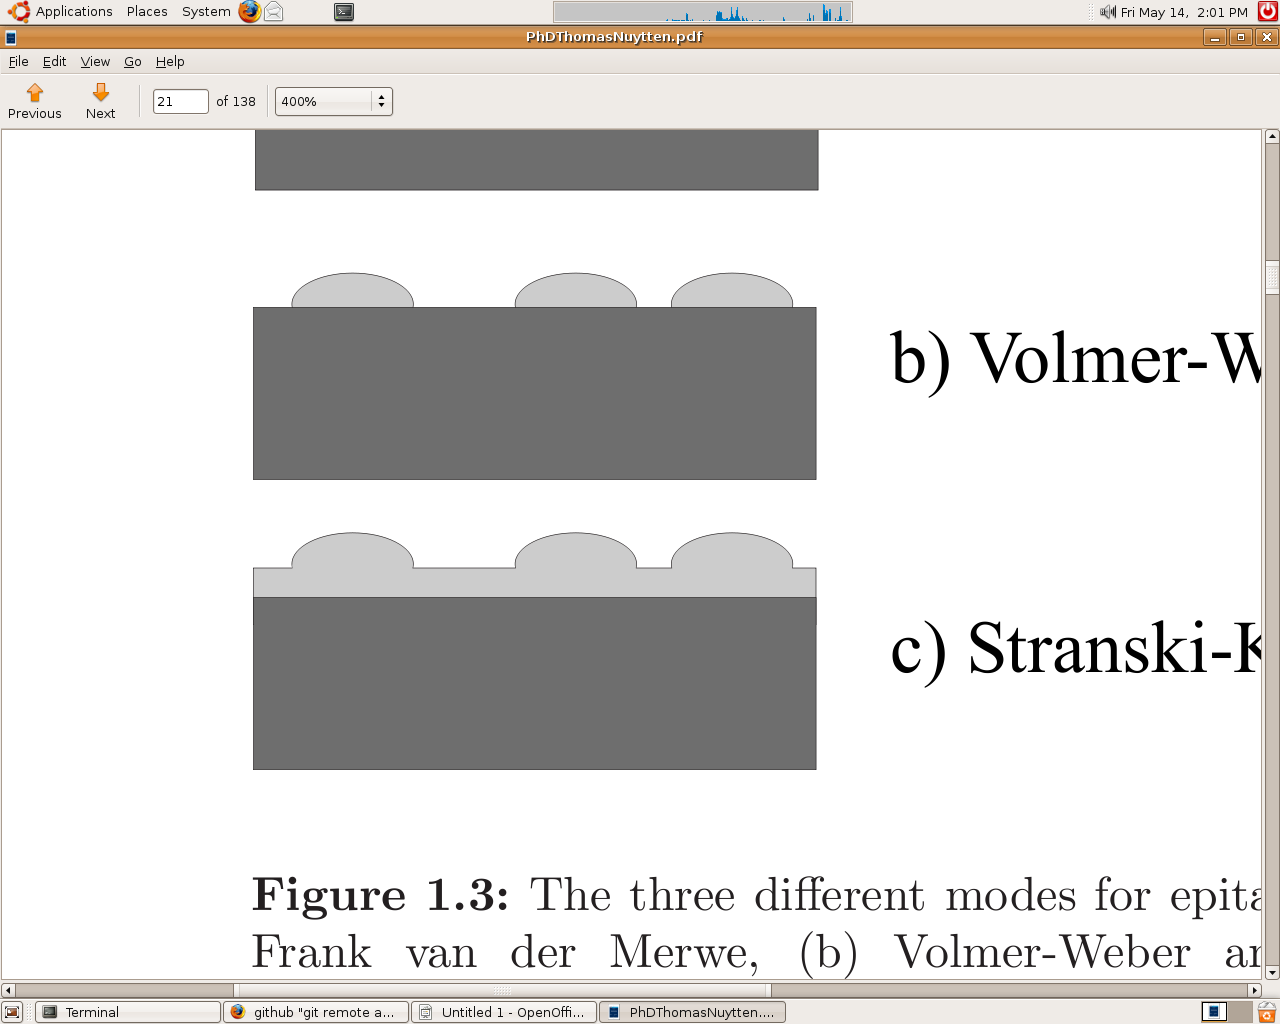 Applications Places System Fri May 14, 2:01 PM
PhDThomasNuytten.pdf
File Edit View Go Help
Previous Next 21 of 138 400%
b) Volmer-W
c) Stranski-K
Figure 1.3: The three different modes for epita
Frank van der Merwe, (b) Volmer-Weber ar
Terminal github "git remote a... Untitled 1 - OpenOffi... PhDThomasNuytten....